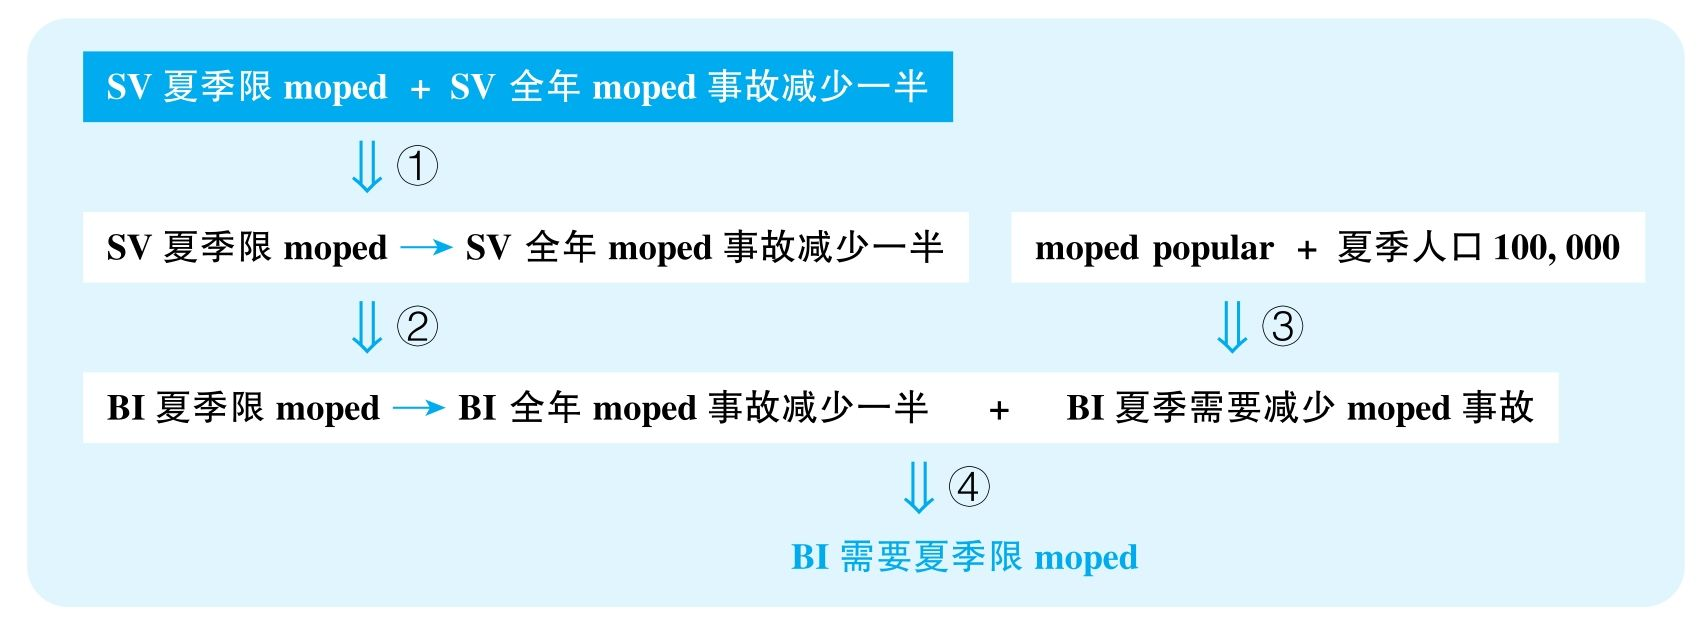 SV 夏季限 moped + SV 全年 moped 事故减少一半
①
SV 夏季限 moped → SV 全年 moped 事故减少一半
moped popular + 夏季人口 100,000
②
③
BI 夏季限 moped → BI 全年 moped 事故减少一半 + BI 夏季需要减少 moped 事故
④
BI 需要夏季限 moped